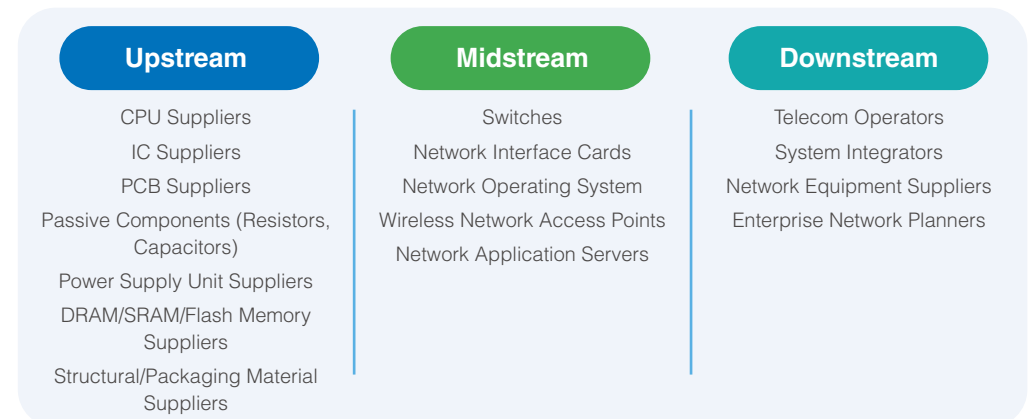 Upstream
CPU Suppliers
IC Suppliers
PCB Suppliers
Passive Components (Resistors,
Capacitors)
Power Supply Unit Suppliers
DRAM/SRAM/Flash Memory
Suppliers
Structural/Packaging Material
Suppliers
Midstream
Switches
Network Interface Cards
Network Operating System
Wireless Network Access Points
Network Application Servers
Downstream
Telecom Operators
System Integrators
Network Equipment Suppliers
Enterprise Network Planners